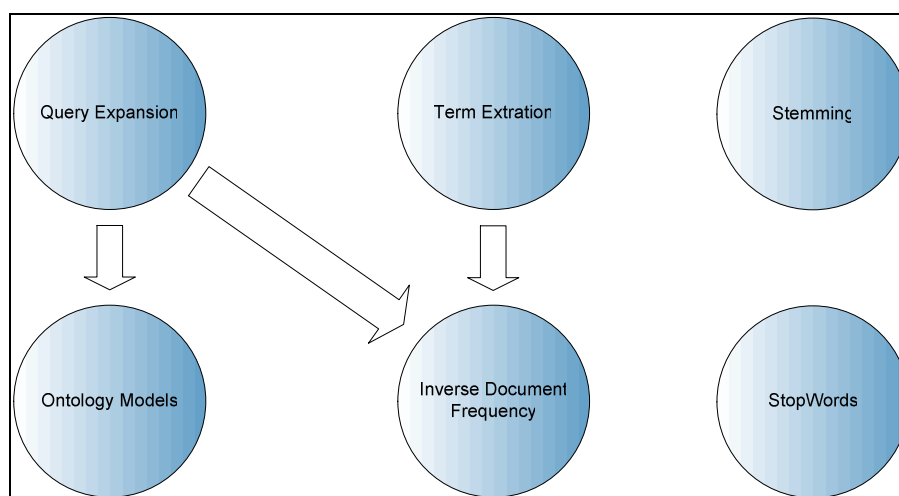 Query Expansion
Term Extration
Stemming
Ontology Models
Inverse Document
Frequency
StopWords